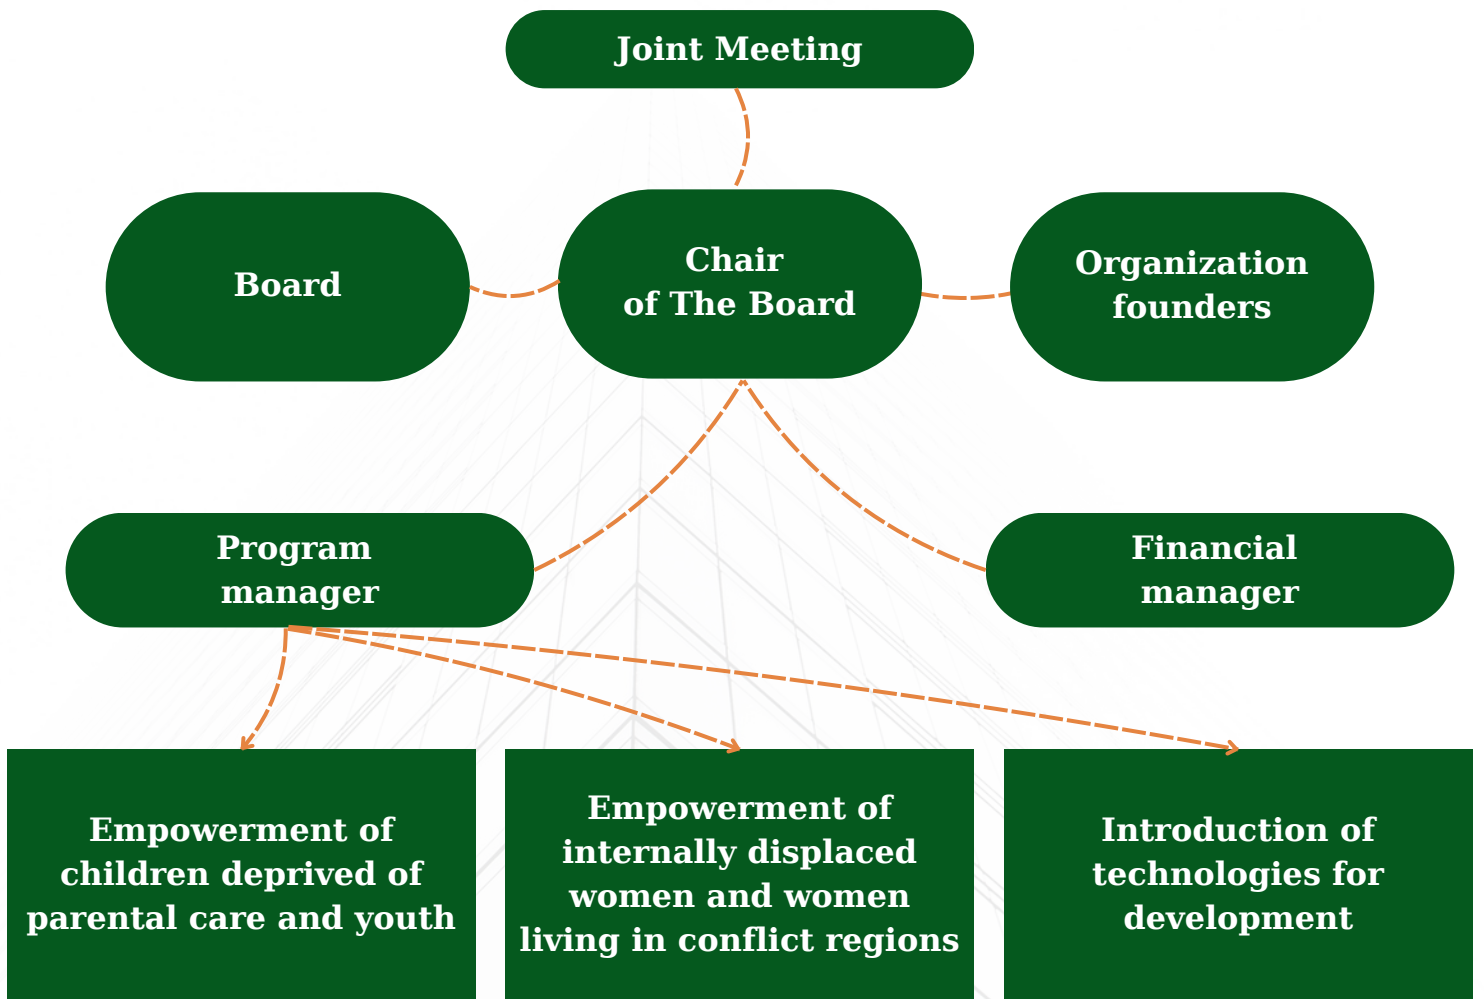 Joint Meeting
Board
Chair
of The Board
Organization
founders
Program
manager
Financial
manager
Empowerment of
children deprived of
parental care and youth
Empowerment of
internally displaced
women and women
living in conflict regions
Introduction of
technologies for
development